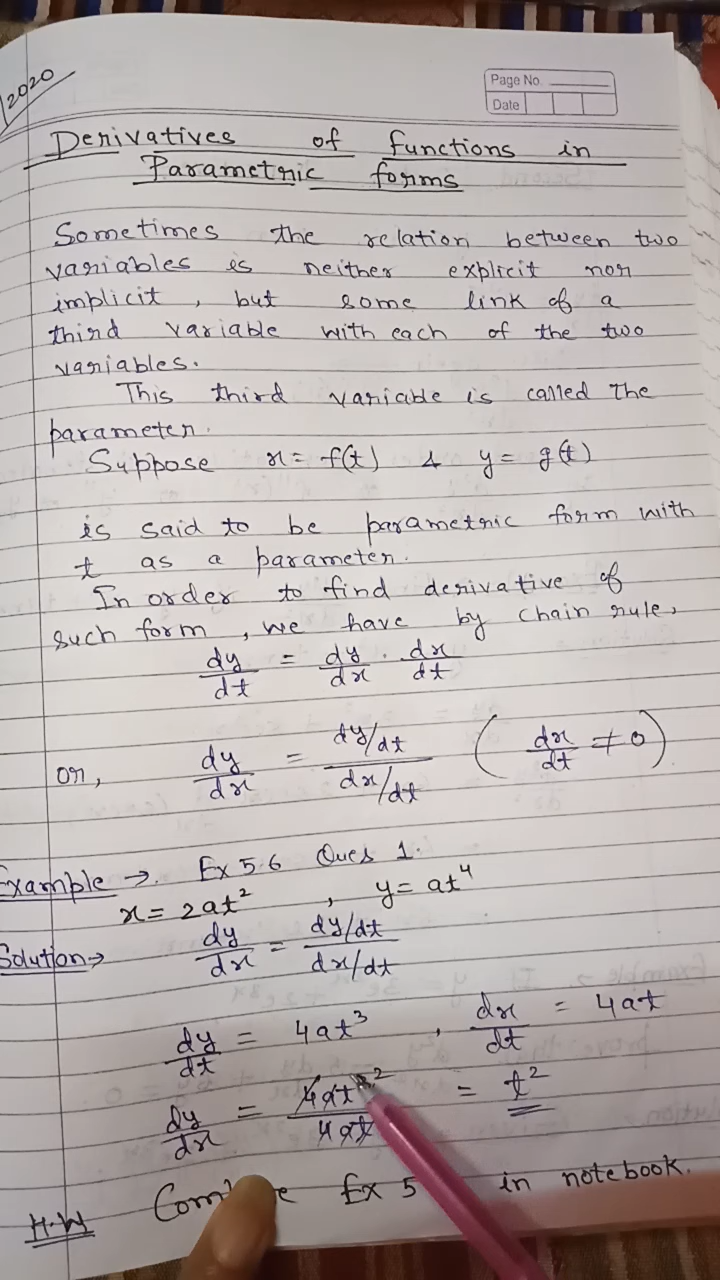 2020
Page No.
Date
Derivatives of functions in
Parametric forms
Sometimes the relation between two
variables is neither explicit nor
implicit, but some link of a
third variable with each of the two
variables.
This third variable is called the
parameter.
Suppose x = f(t) & y = g(t)
is said to be parametric form with
t as a parameter.
In order to find derivative of
such form, we have by chain rule,
dy/dt = dy/dx . dx/dt
or, dy/dx = dy/dt / dx/dt (dx/dt ≠ 0)
Example → Ex 5.6 Ques 1.
x = 2at², y = at⁴
Solution → dy/dx = dy/dt / dx/dt
dy/dt = 4at³, dx/dt = 4at
dy/dx = 4at³ ² / 4at = t²
H.W Ex 5 in notebook.